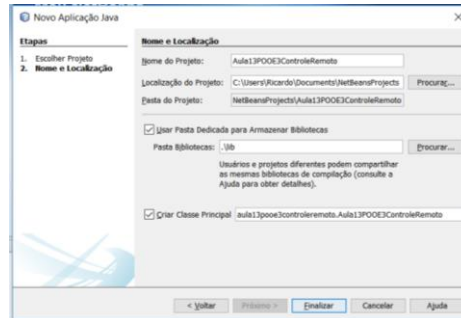 Novo Aplicação Java
Etapas
1. Escolher Projeto
2. Nome e Localização
Nome e Localização
Nome do Projeto: Aula13POOE3ControleRemoto
Localização do Projeto: C:\Users\Ricardo\Documents\NetBeansProjects Procurar...
Pasta do Projeto: NetBeansProjects\Aula13POOE3ControleRemoto
Usar Pasta Dedicada para Armazenar Bibliotecas
Pasta Bibliotecas: .\lib Procurar...
Usuários e projetos diferentes podem compartilhar
as mesmas bibliotecas de compilação (consulte a
Ajuda para obter detalhes).
Criar Classe Principal aula13pooe3controleremoto.Aula13POOE3ControleRemoto
< Voltar Próximo > Finalizar Cancelar Ajuda